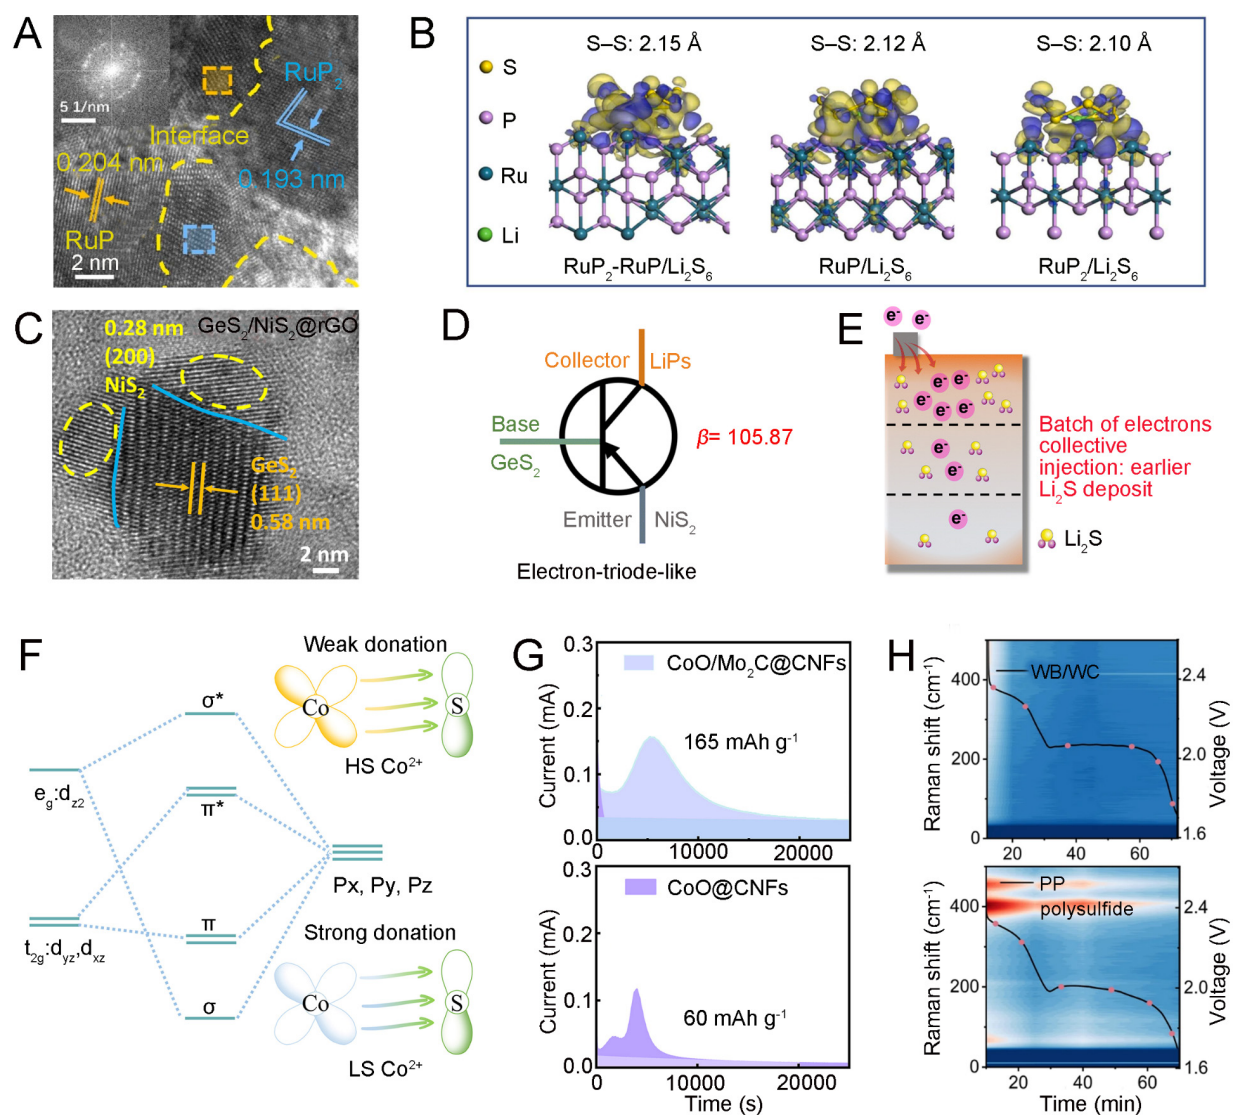 A
5 1/nm
RuP₂
Interface
0.204 nm
0.193 nm
RuP
2 nm
B
S–S: 2.15 Å
S–S: 2.12 Å
S–S: 2.10 Å
S
P
Ru
Li
RuP₂-RuP/Li₂S₆
RuP/Li₂S₆
RuP₂/Li₂S₆
C
GeS₂/NiS₂@rGO
0.28 nm
(200)
NiS₂
GeS₂
(111)
0.58 nm
2 nm
D
Collector
LiPs
Base
GeS₂
β= 105.87
Emitter
NiS₂
Electron-triode-like
E
e⁻
e⁻
e⁻
e⁻
e⁻
e⁻
e⁻
e⁻
e⁻
e⁻
e⁻
Batch of electrons
collective
injection: earlier
Li₂S deposit
Li₂S
F
Weak donation
Co
S
HS Co²⁺
σ*
e_g:d_z2
π*
Px, Py, Pz
π
t_2g:d_yz,d_xz
σ
Strong donation
Co
S
LS Co²⁺
G
Current (mA)
0.3
0.2
0.1
0.0
CoO/Mo₂C@CNFs
165 mAh g⁻¹
0
10000
20000
Current (mA)
0.3
0.2
0.1
0.0
CoO@CNFs
60 mAh g⁻¹
0
10000
20000
Time (s)
H
Raman shift (cm⁻¹)
400
200
0
WB/WC
2.4
2.0
1.6
Voltage (V)
20
40
60
Raman shift (cm⁻¹)
400
200
0
PP
polysulfide
2.4
2.0
1.6
Voltage (V)
20
40
60
Time (min)